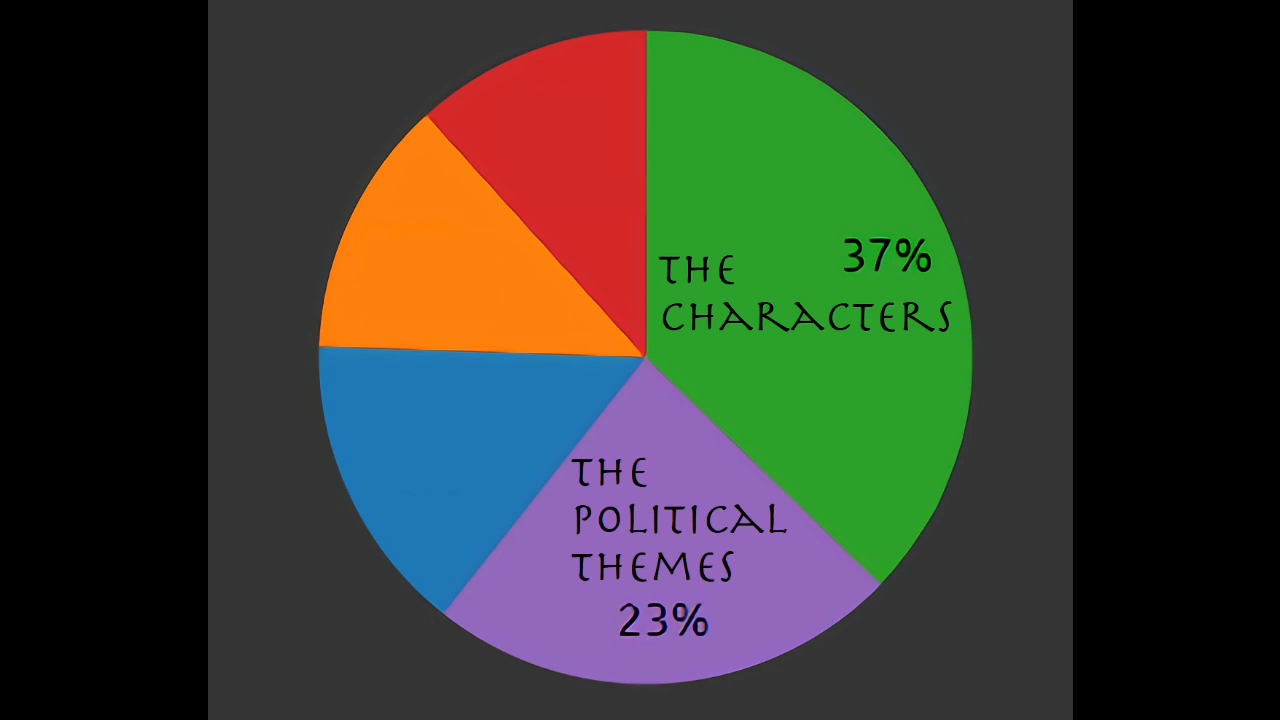 37%
THE
CHARACTERS
THE
POLITICAL
THEMES
23%